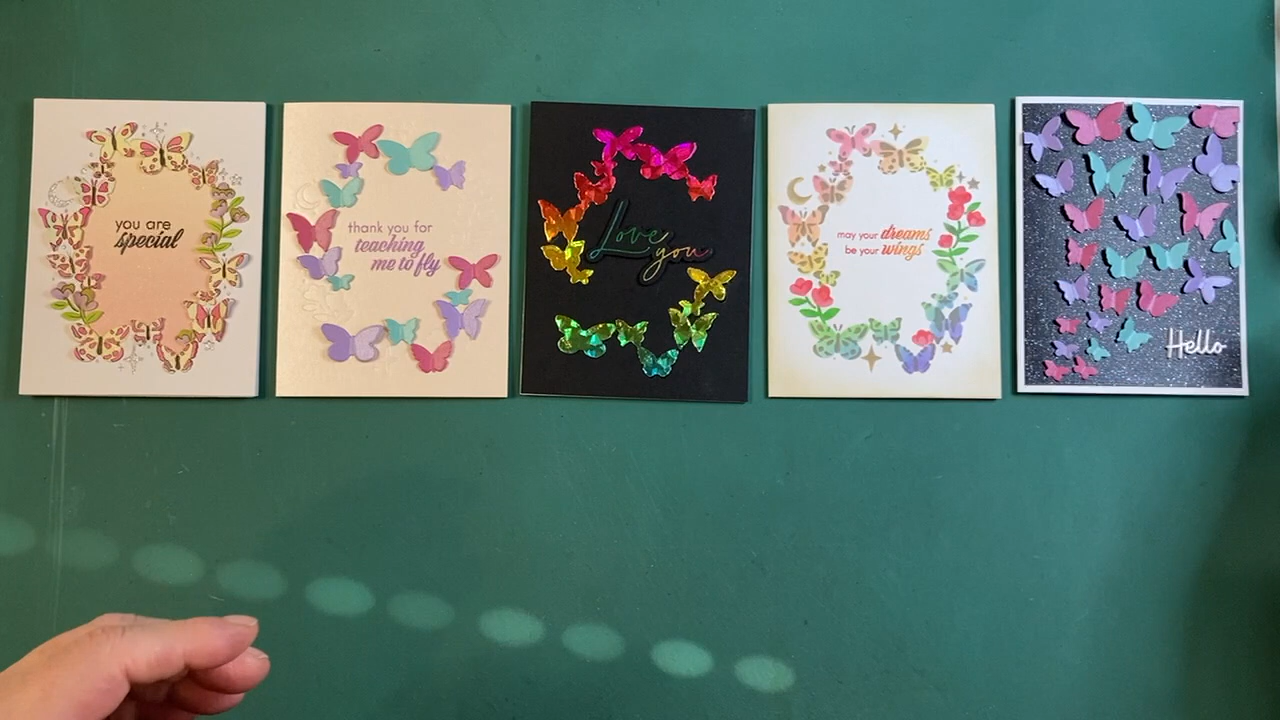 you are
special
thank you for
teaching
me to fly
Love
you
may your dreams
be your wings
Hello